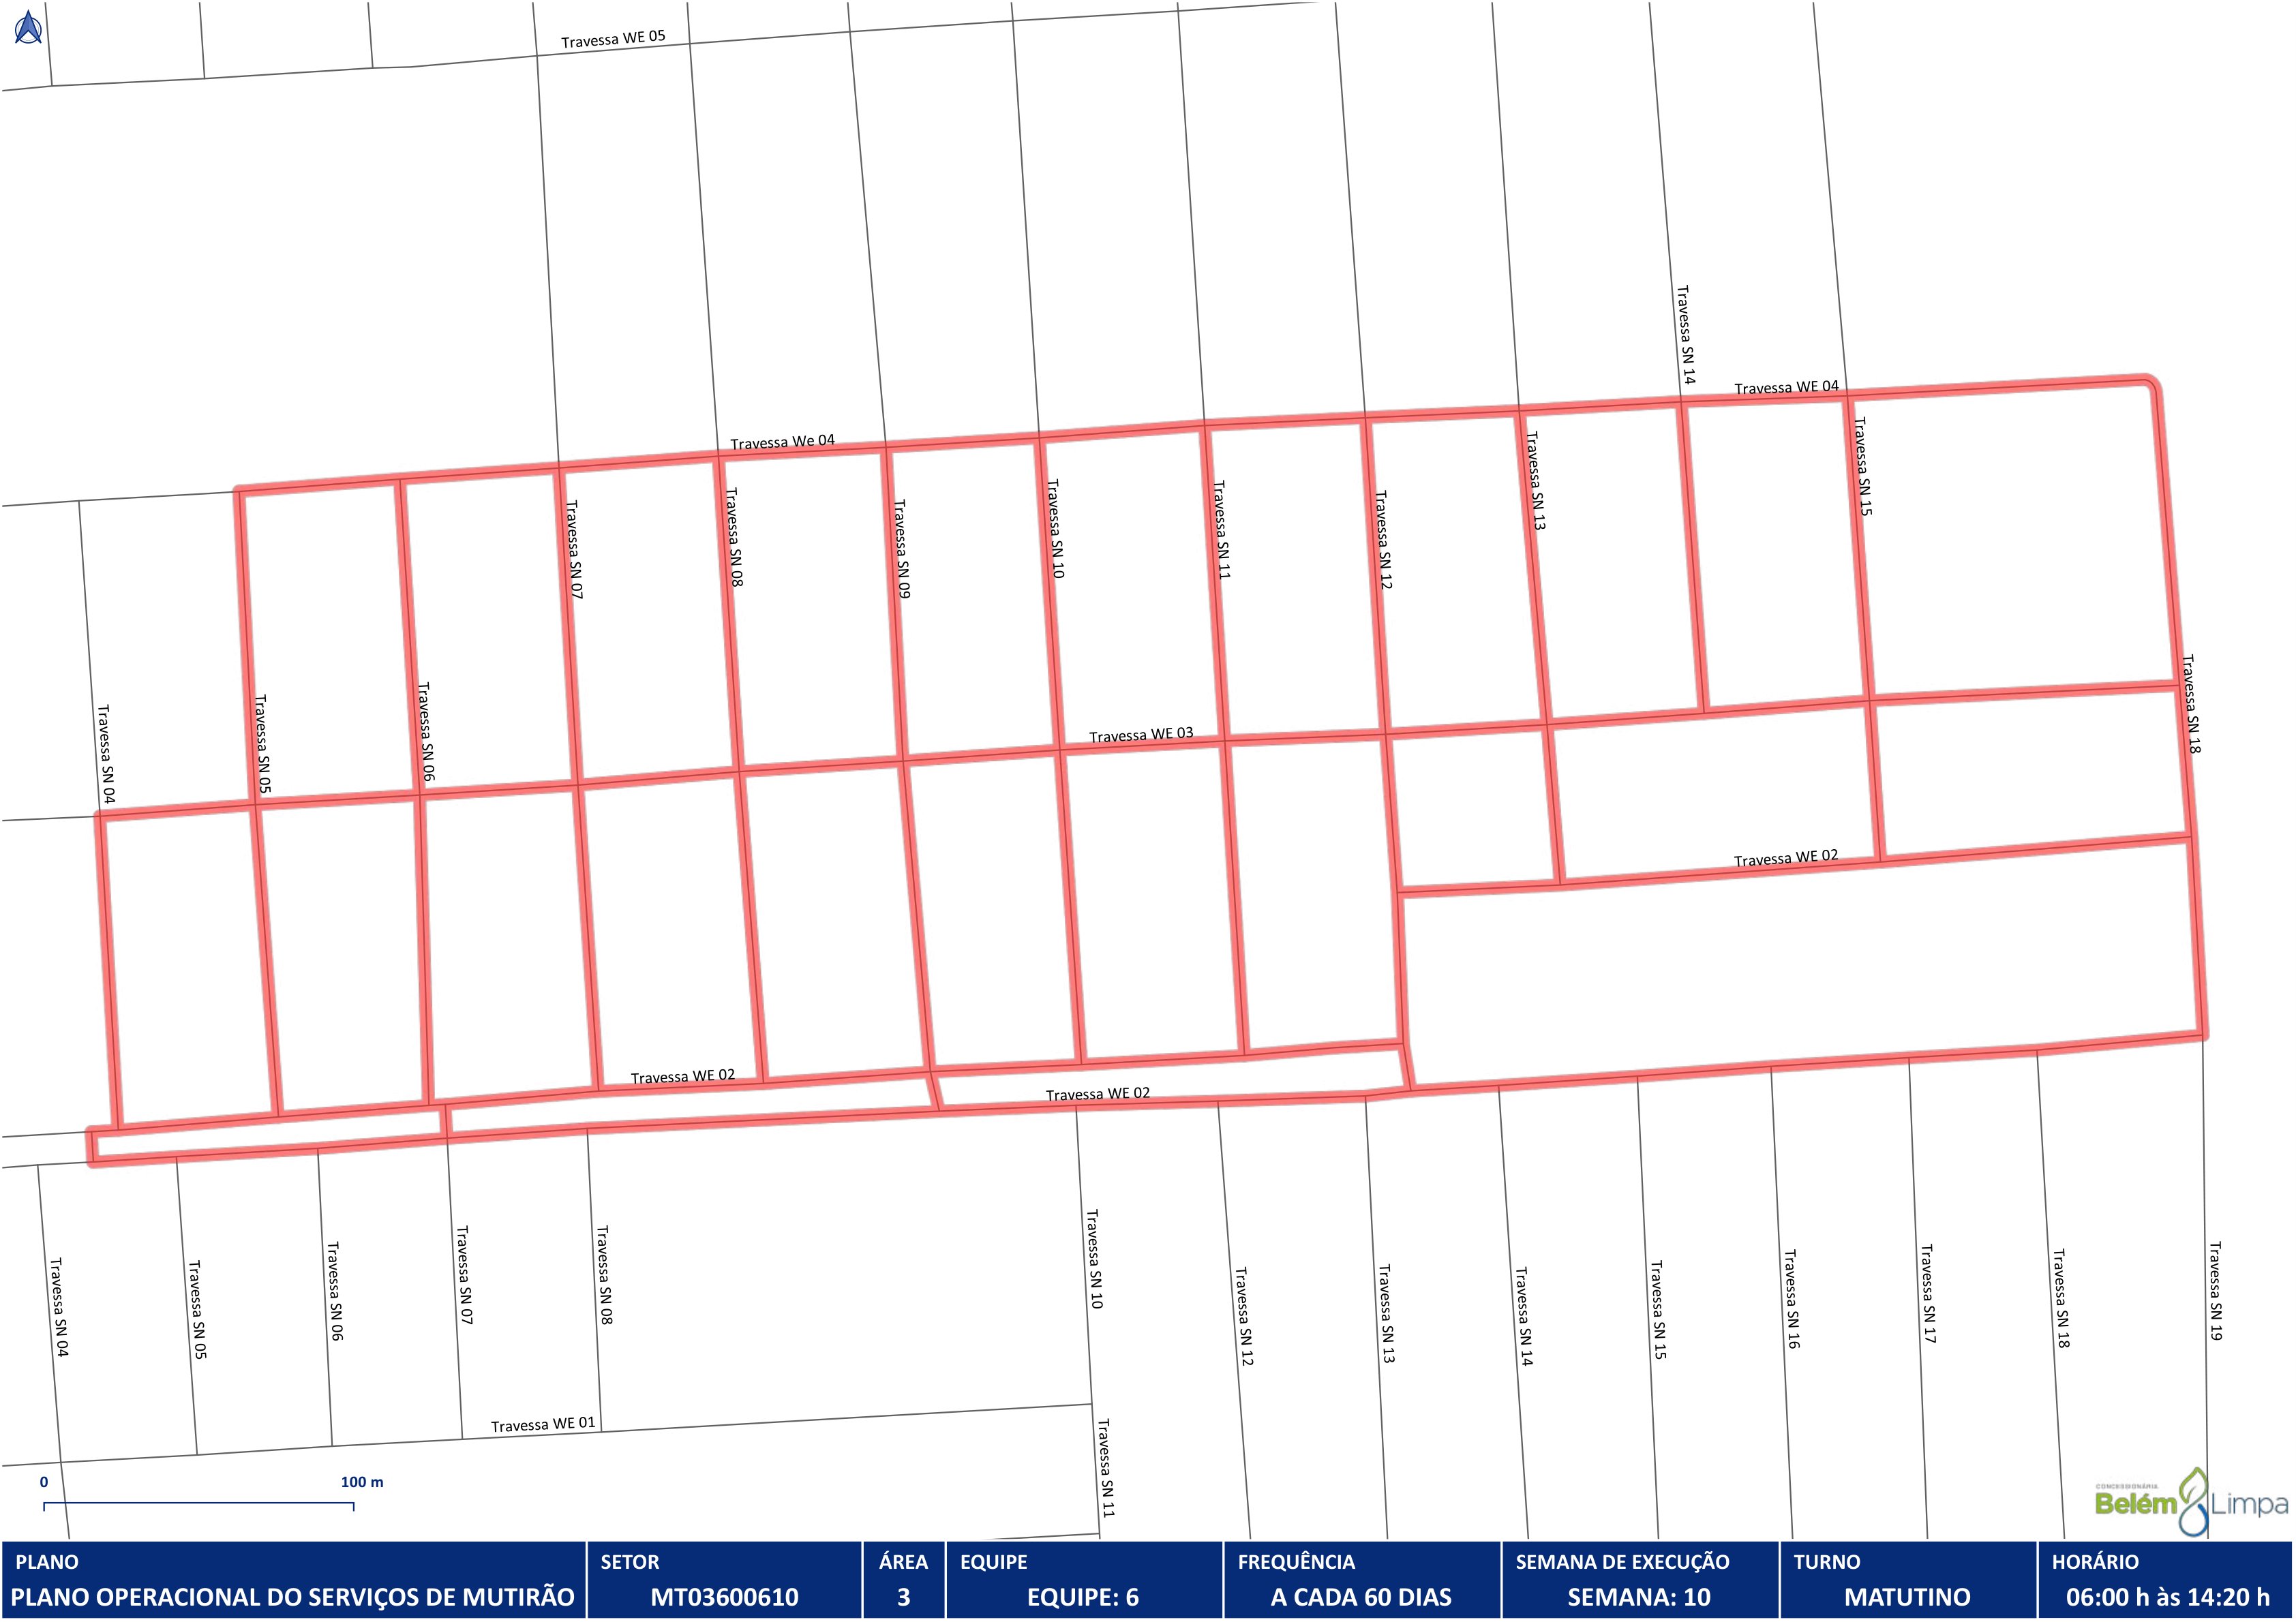 Travessa WE 05
Travessa SN 14
Travessa WE 04
Travessa We 04
Travessa SN 15
Travessa SN 13
Travessa SN 12
Travessa SN 11
Travessa SN 10
Travessa SN 09
Travessa SN 08
Travessa SN 07
Travessa SN 18
Travessa SN 06
Travessa SN 05
Travessa SN 04
Travessa WE 03
Travessa WE 02
Travessa WE 02
Travessa WE 02
Travessa SN 04
Travessa SN 05
Travessa SN 06
Travessa SN 07
Travessa SN 08
Travessa SN 10
Travessa SN 12
Travessa SN 13
Travessa SN 14
Travessa SN 15
Travessa SN 16
Travessa SN 17
Travessa SN 18
Travessa SN 19
Travessa WE 01
Travessa SN 11
0 100 m
CONCESSIONÁRIA
Belém Limpa
PLANO
PLANO OPERACIONAL DO SERVIÇOS DE MUTIRÃO
SETOR
MT03600610
ÁREA
3
EQUIPE
EQUIPE: 6
FREQUÊNCIA
A CADA 60 DIAS
SEMANA DE EXECUÇÃO
SEMANA: 10
TURNO
MATUTINO
HORÁRIO
06:00 h às 14:20 h